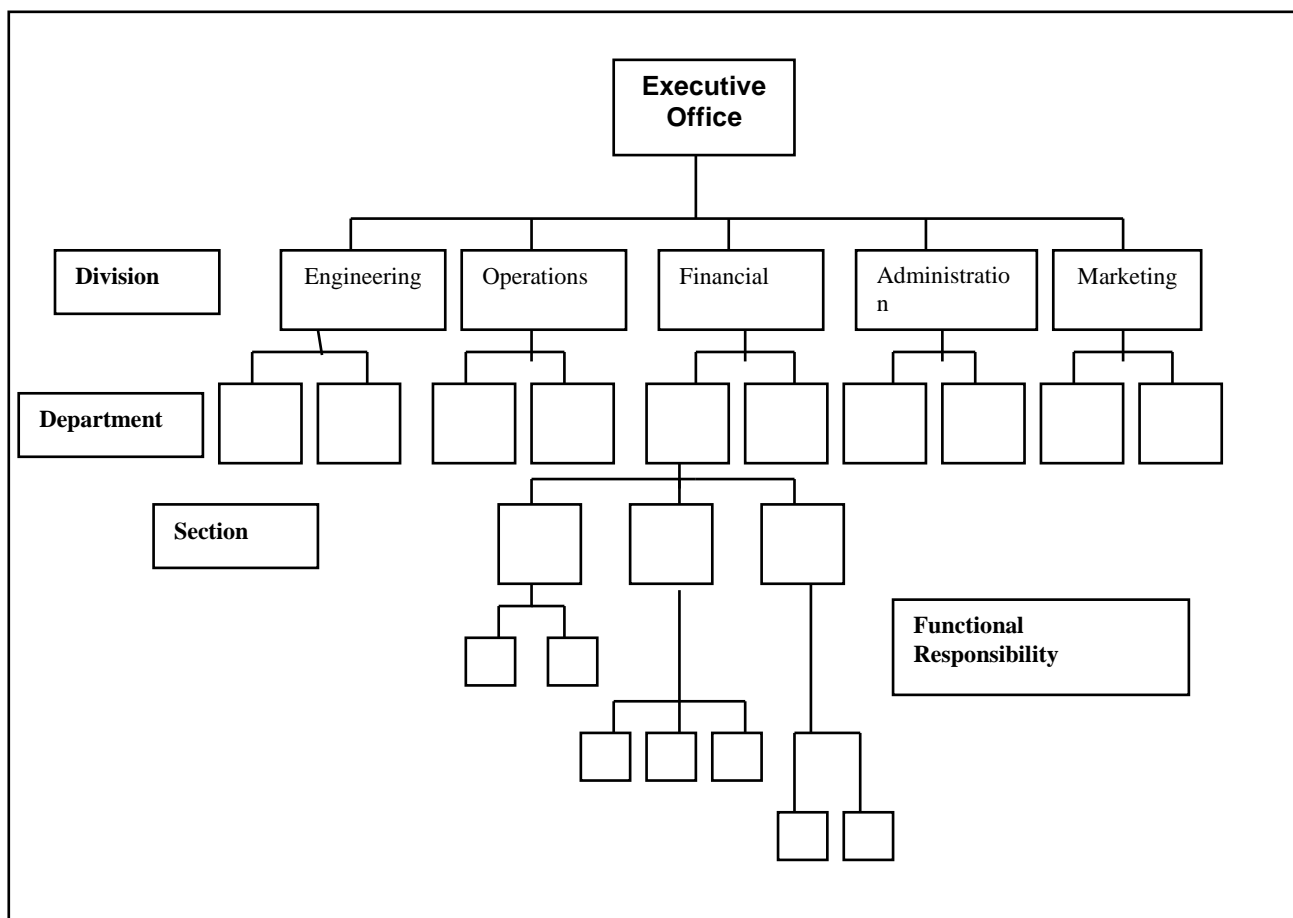 Executive
Office
Division
Engineering
Operations
Financial
Administratio
n
Marketing
Department
Section
Functional
Responsibility